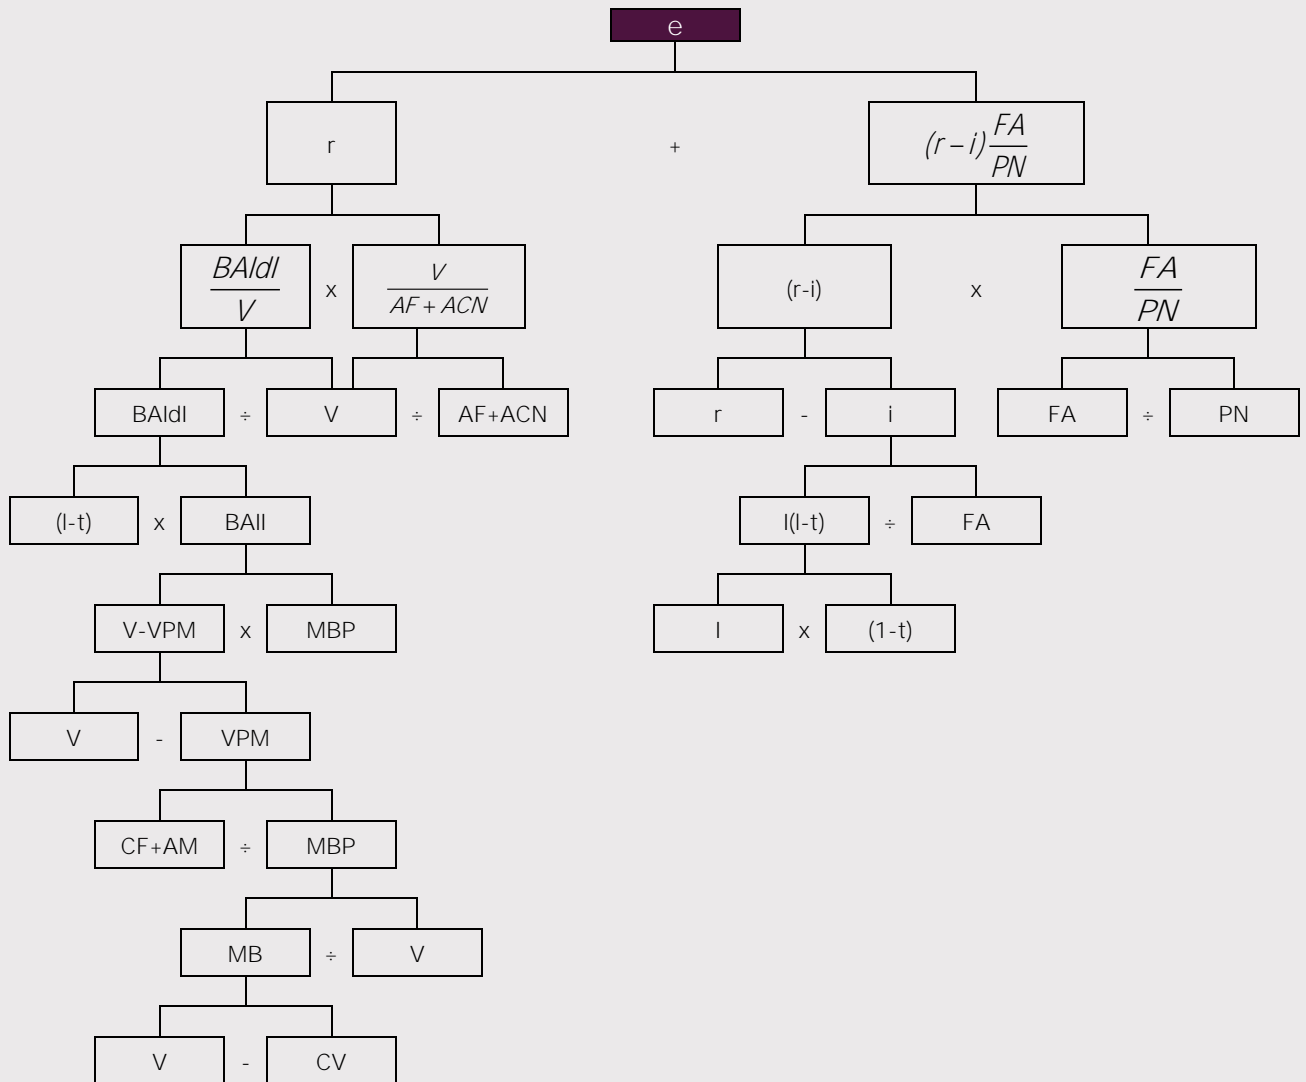 e
r
+
(r – i) FA
PN
BAIdI
V
x
V
AF + ACN
(r-i)
x
FA
PN
BAIdI ÷ V ÷ AF+ACN
r - i
FA ÷ PN
(I-t) x BAII
I(I-t) ÷ FA
V-VPM x MBP
I x (1-t)
V - VPM
CF+AM ÷ MBP
MB ÷ V
V - CV